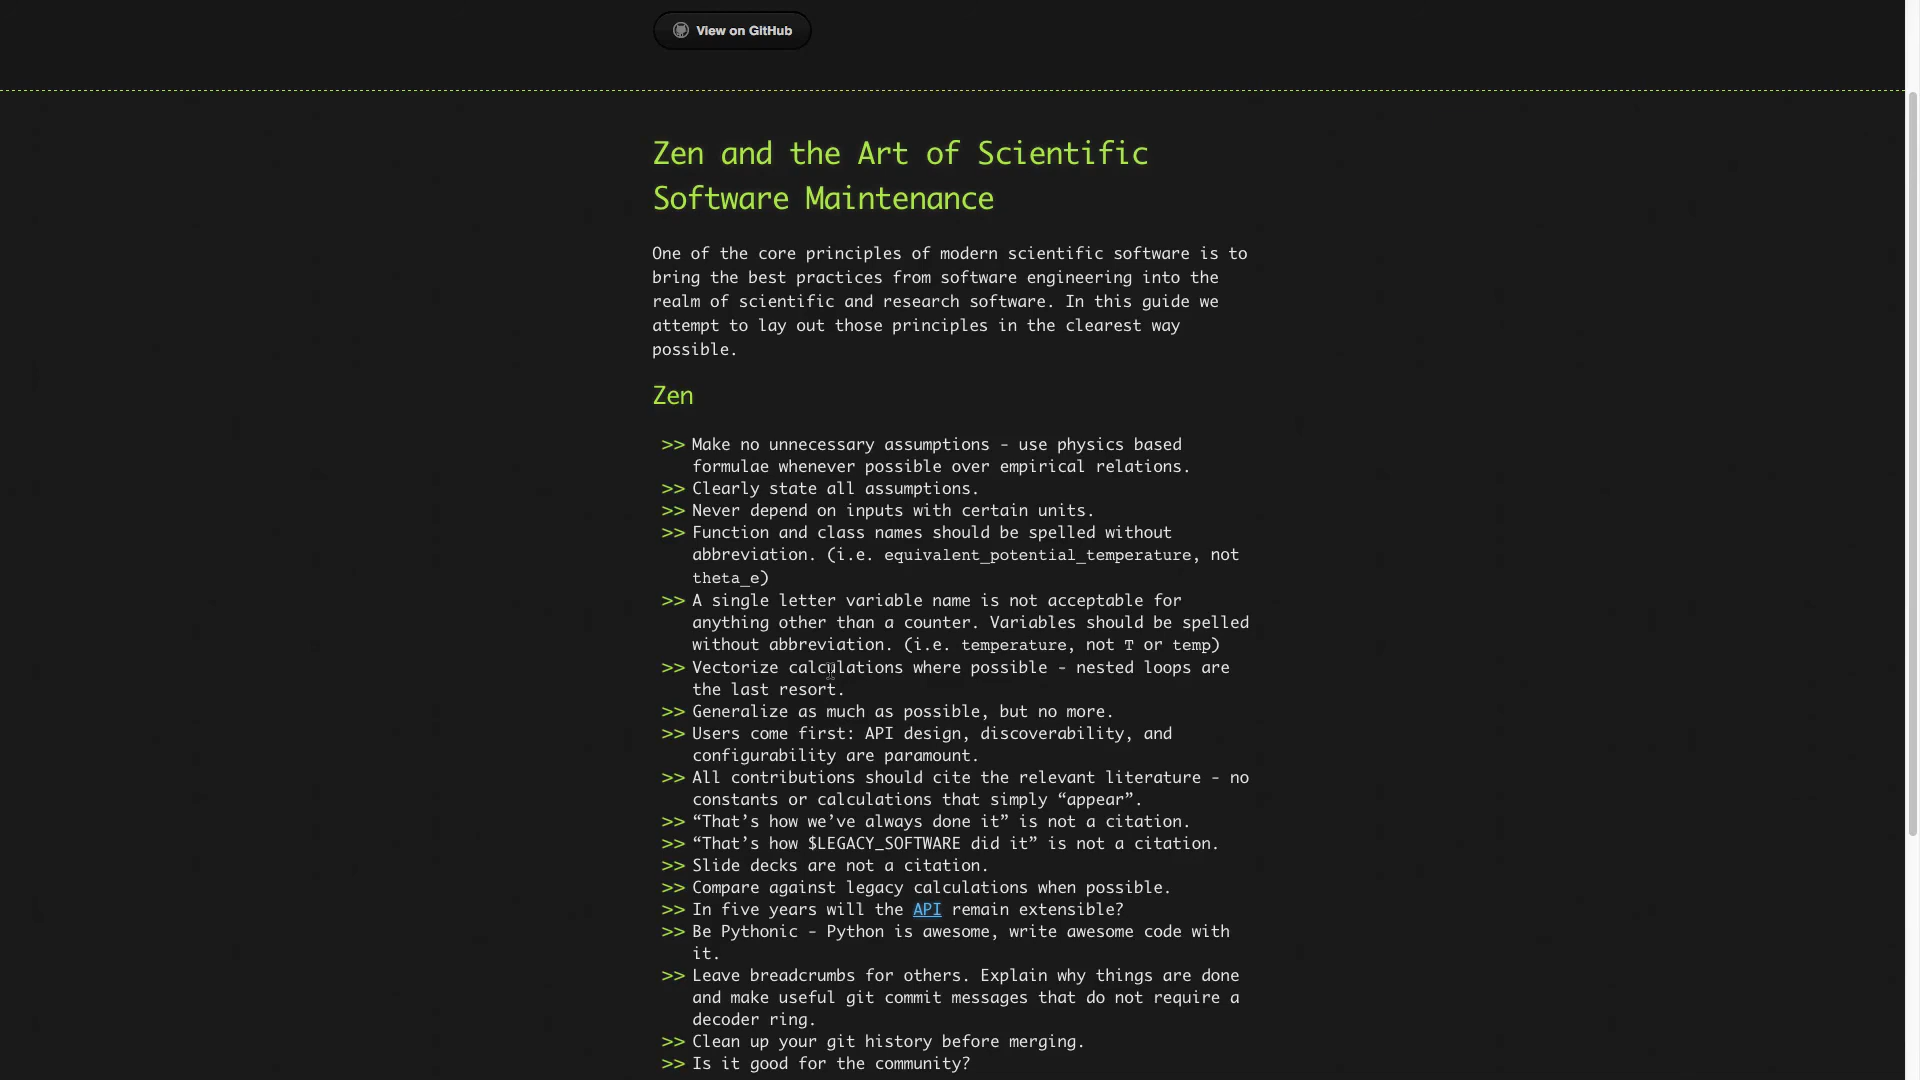 View on GitHub
Zen and the Art of Scientific
Software Maintenance
One of the core principles of modern scientific software is to
bring the best practices from software engineering into the
realm of scientific and research software. In this guide we
attempt to lay out those principles in the clearest way
possible.
Zen
>> Make no unnecessary assumptions - use physics based
formulae whenever possible over empirical relations.
>> Clearly state all assumptions.
>> Never depend on inputs with certain units.
>> Function and class names should be spelled without
abbreviation. (i.e. equivalent_potential_temperature, not
theta_e)
>> A single letter variable name is not acceptable for
anything other than a counter. Variables should be spelled
without abbreviation. (i.e. temperature, not T or temp)
>> Vectorize calculations where possible - nested loops are
the last resort.
>> Generalize as much as possible, but no more.
>> Users come first: API design, discoverability, and
configurability are paramount.
>> All contributions should cite the relevant literature - no
constants or calculations that simply “appear”.
>> “That’s how we’ve always done it” is not a citation.
>> “That’s how $LEGACY_SOFTWARE did it” is not a citation.
>> Slide decks are not a citation.
>> Compare against legacy calculations when possible.
>> In five years will the API remain extensible?
>> Be Pythonic - Python is awesome, write awesome code with
it.
>> Leave breadcrumbs for others. Explain why things are done
and make useful git commit messages that do not require a
decoder ring.
>> Clean up your git history before merging.
>> Is it good for the community?